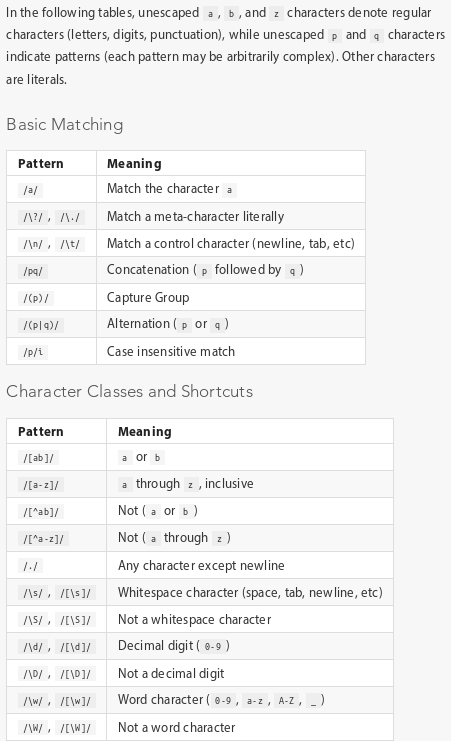 In the following tables, unescaped a , b , and z characters denote regular
characters (letters, digits, punctuation), while unescaped p and q characters
indicate patterns (each pattern may be arbitrarily complex). Other characters
are literals.
Basic Matching
Pattern Meaning
/a/ Match the character a
/\?/ , /\./ Match a meta-character literally
/\n/ , /\t/ Match a control character (newline, tab, etc)
/pq/ Concatenation ( p followed by q )
/(p)/ Capture Group
/(p|q)/ Alternation ( p or q )
/p/i Case insensitive match
Character Classes and Shortcuts
Pattern Meaning
/[ab]/ a or b
/[a-z]/ a through z , inclusive
/[^ab]/ Not ( a or b )
/[^a-z]/ Not ( a through z )
/./ Any character except newline
/\s/ , /[\s]/ Whitespace character (space, tab, newline, etc)
/\S/ , /[\S]/ Not a whitespace character
/\d/ , /[\d]/ Decimal digit ( 0-9 )
/\D/ , /[\D]/ Not a decimal digit
/\w/ , /[\w]/ Word character ( 0-9 , a-z , A-Z , _ )
/\W/ , /[\W]/ Not a word character